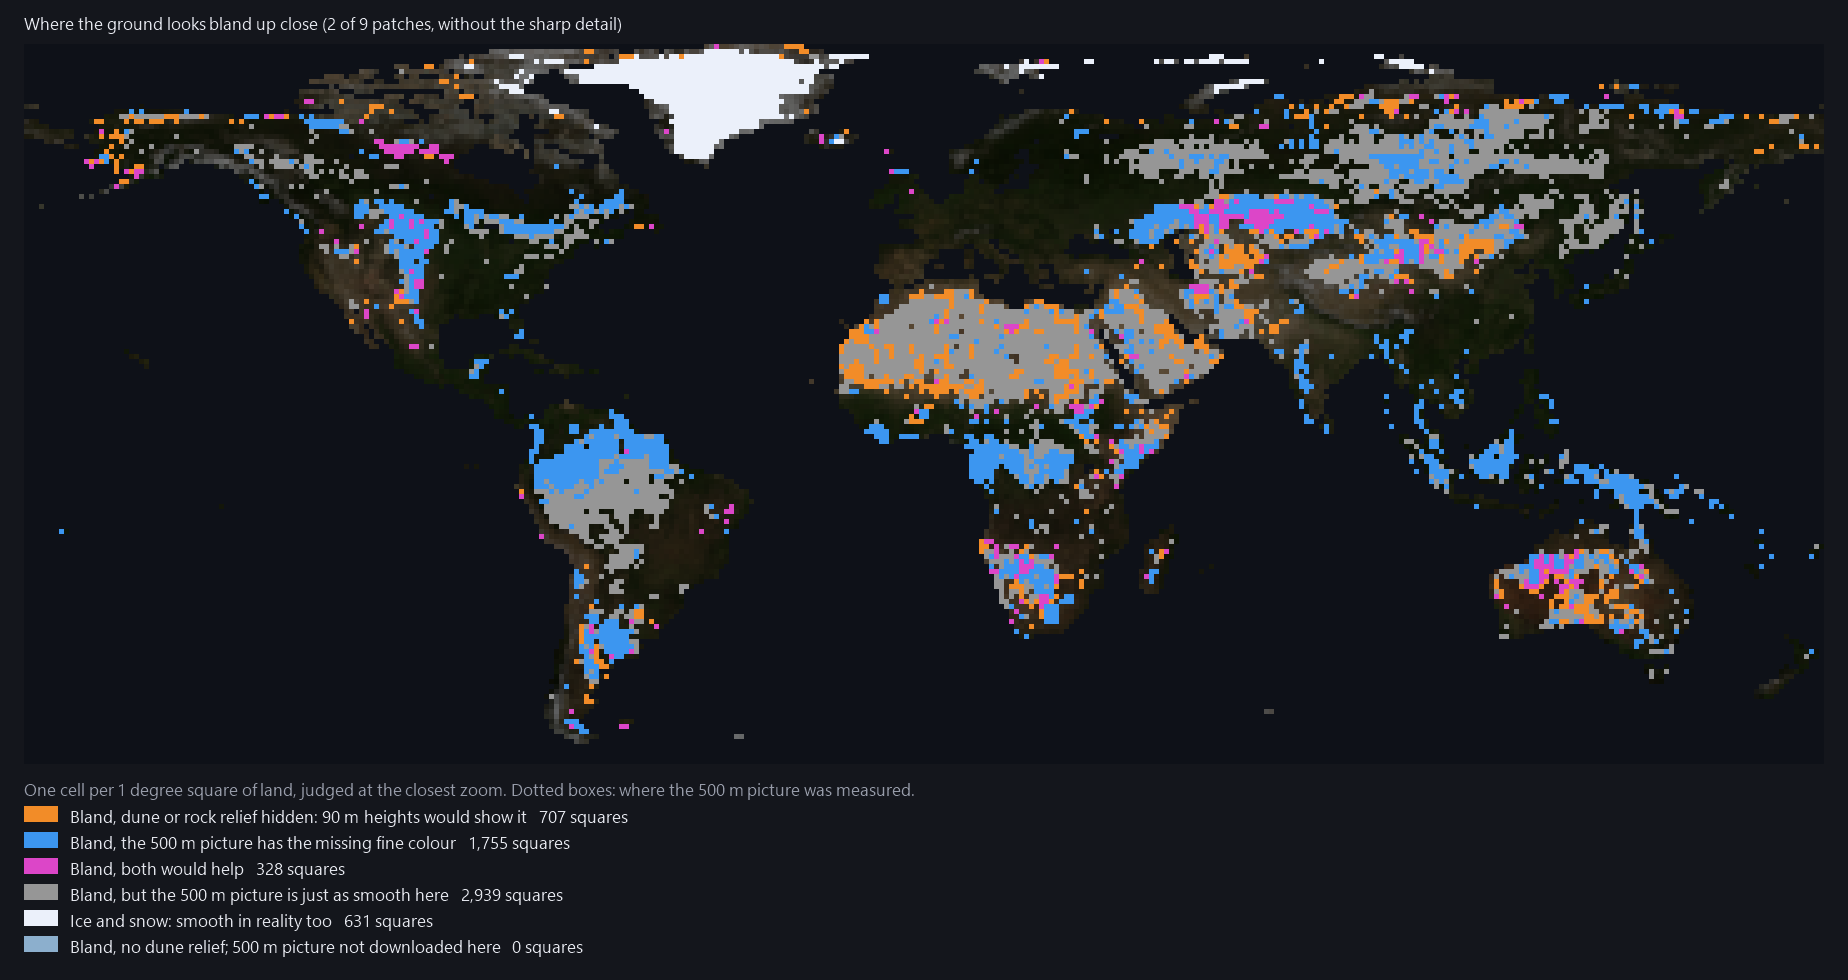 Where the ground looks bland up close (2 of 9 patches, without the sharp detail)
One cell per 1 degree square of land, judged at the closest zoom. Dotted boxes: where the 500 m picture was measured.
Bland, dune or rock relief hidden: 90 m heights would show it 707 squares
Bland, the 500 m picture has the missing fine colour 1,755 squares
Bland, both would help 328 squares
Bland, but the 500 m picture is just as smooth here 2,939 squares
Ice and snow: smooth in reality too 631 squares
Bland, no dune relief; 500 m picture not downloaded here 0 squares